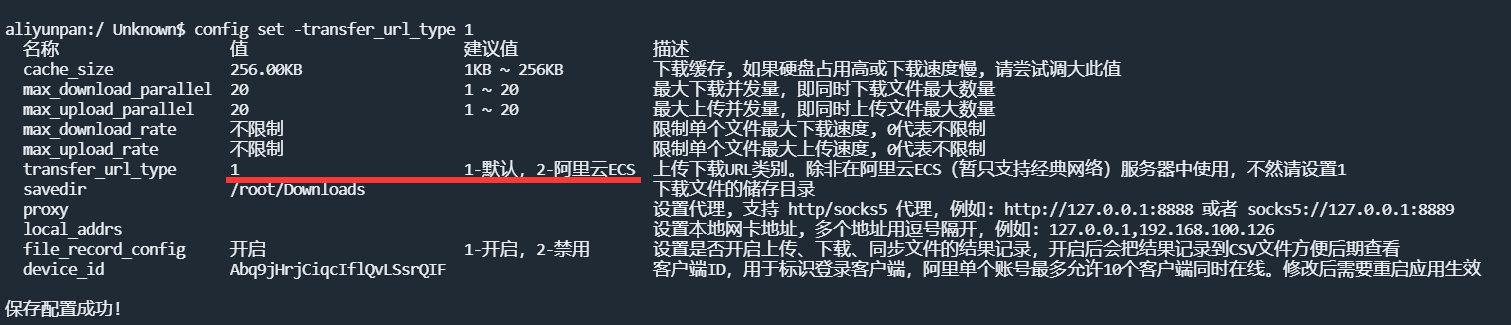 aliyunpan:/ Unknown$ config set -transfer_url_type 1
名称 值 建议值 描述
cache_size 256.00KB 1KB ~ 256KB 下载缓存，如果硬盘占用高或下载速度慢，请尝试调大此值
max_download_parallel 20 1 ~ 20 最大下载并发量，即同时下载文件最大数量
max_upload_parallel 20 1 ~ 20 最大上传并发量，即同时上传文件最大数量
max_download_rate 不限制 限制单个文件最大下载速度，0代表不限制
max_upload_rate 不限制 限制单个文件最大上传速度，0代表不限制
transfer_url_type 1 1-默认，2-阿里云ECS 上传下载URL类别。除非在阿里云ECS（暂只支持经典网络）服务器中使用，不然请设置1
savedir /root/Downloads 下载文件的储存目录
proxy 设置代理，支持 http/socks5 代理，例如：http://127.0.0.1:8888 或者 socks5://127.0.0.1:8889
local_addrs 设置本地网卡地址，多个地址用逗号隔开，例如：127.0.0.1,192.168.100.126
file_record_config 开启 1-开启，2-禁用 设置是否开启上传、下载、同步文件的结果记录，开启后会把结果记录到CSV文件方便后期查看
device_id Abq9jHrjCiqcIflQvLSsrQIF 客户端ID，用于标识登录客户端，阿里单个账号最多允许10个客户端同时在线。修改后需要重启应用生效
保存配置成功！